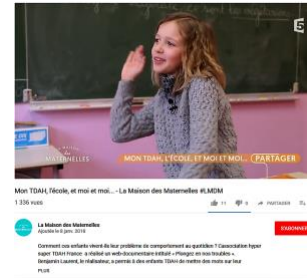 5
la maison des
MATERNELLES
MON TDAH, L'ÉCOLE, ET MOI ET MOI... (PARTAGER)
Mon TDAH, l'école, et moi et moi... - La Maison des Maternelles #LMDM
1 336 vues
11
0
PARTAGER
La Maison des Maternelles
Ajoutée le 8 janv. 2018
S'ABONNER
Comment ces enfants vivent-ils leur problème de comportement au quotidien ? L'association hyper
super TDAH France a réalisé un web-documentaire intitulé « Plongez en nos troubles ».
Benjamin Laurent, le réalisateur, a permis à des enfants TDAH de mettre des mots sur leur
PLUS